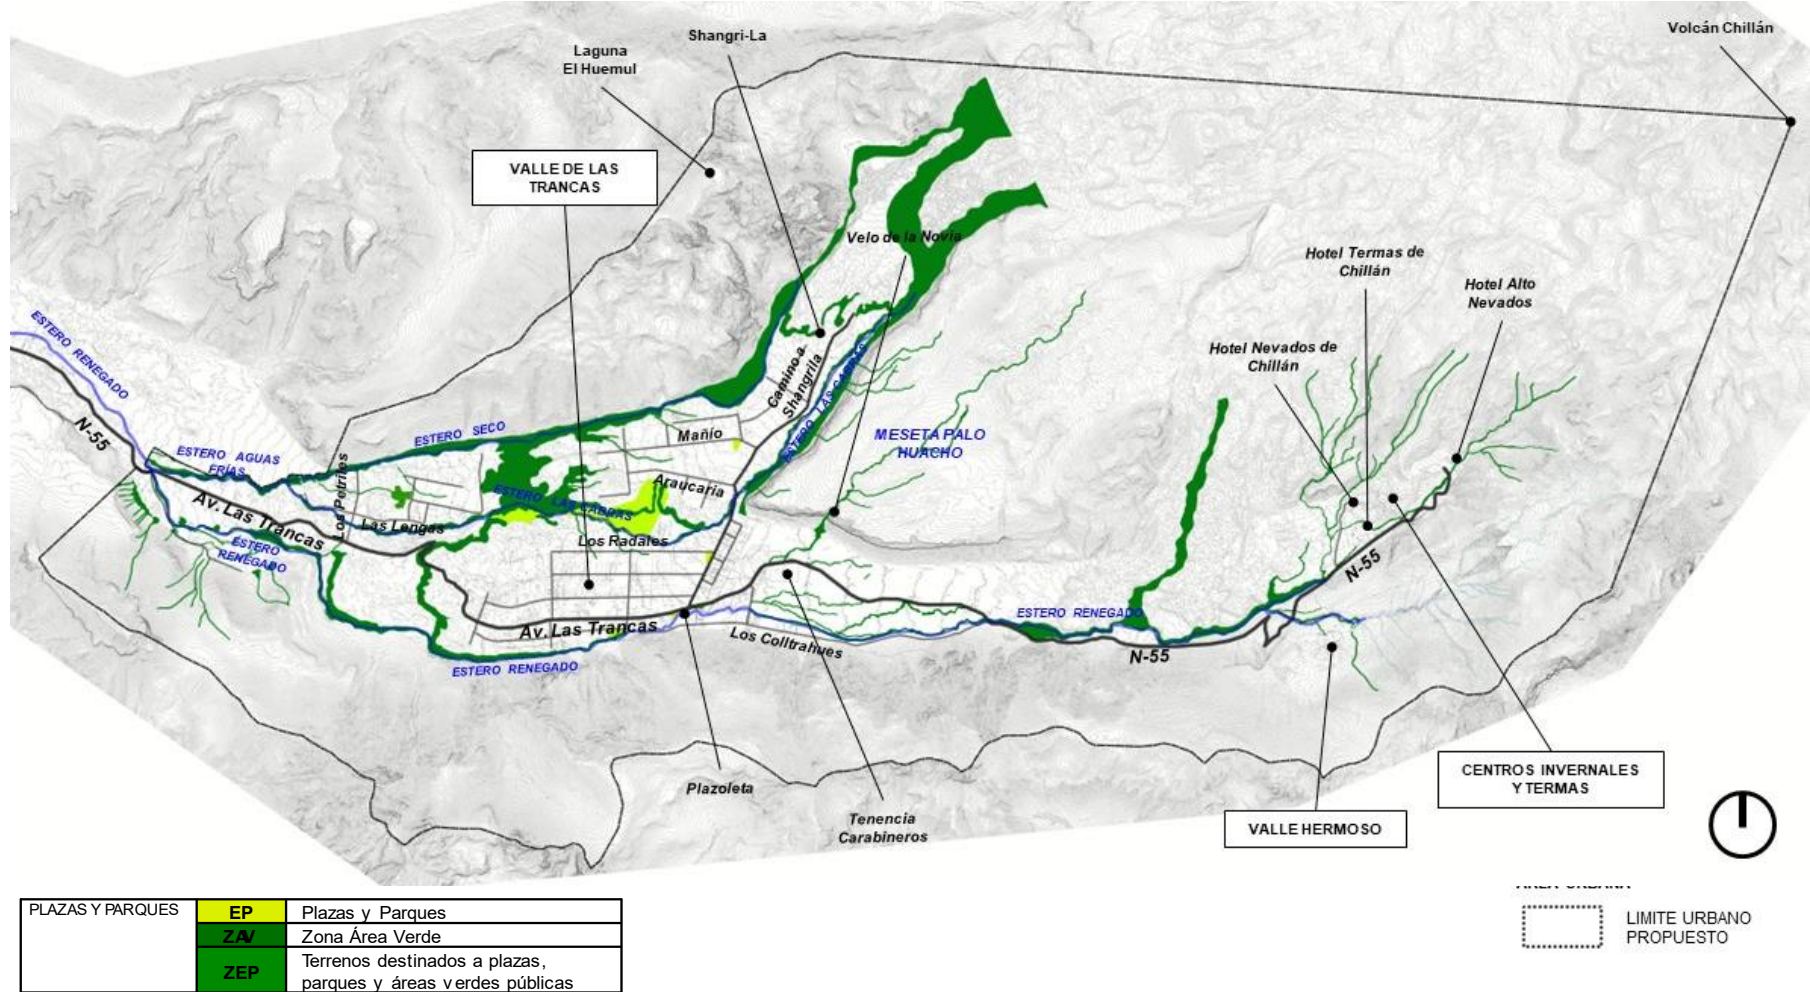 Volcán Chillán
Shangri-La
Laguna
El Huemul
VALLE DE LAS
TRANCAS
Velo de la Novia
Hotel Termas de
Chillán
Hotel Alto
Nevados
Hotel Nevados de
Chillán
ESTERO RENEGADO
N-55
Camino a
Shangrila
ESTERO LAS CABRAS
MESETA PALO
HUACHO
ESTERO SECO
Mañío
ESTERO AGUAS
FRÍAS
Los Petriles
Araucaria
ESTERO LAS CABRAS
Av. Las Trancas
Las Lengas
Los Radales
ESTERO
RENEGADO
N-55
ESTERO RENEGADO
Av. Las Trancas
Los Colltrahues
N-55
ESTERO RENEGADO
Plazoleta
Tenencia
Carabineros
CENTROS INVERNALES
Y TERMAS
VALLE HERMOSO
PLAZAS Y PARQUES
EP Plazas y Parques
ZAV Zona Área Verde
ZEP Terrenos destinados a plazas,
parques y áreas verdes públicas
LIMITE URBANO
PROPUESTO